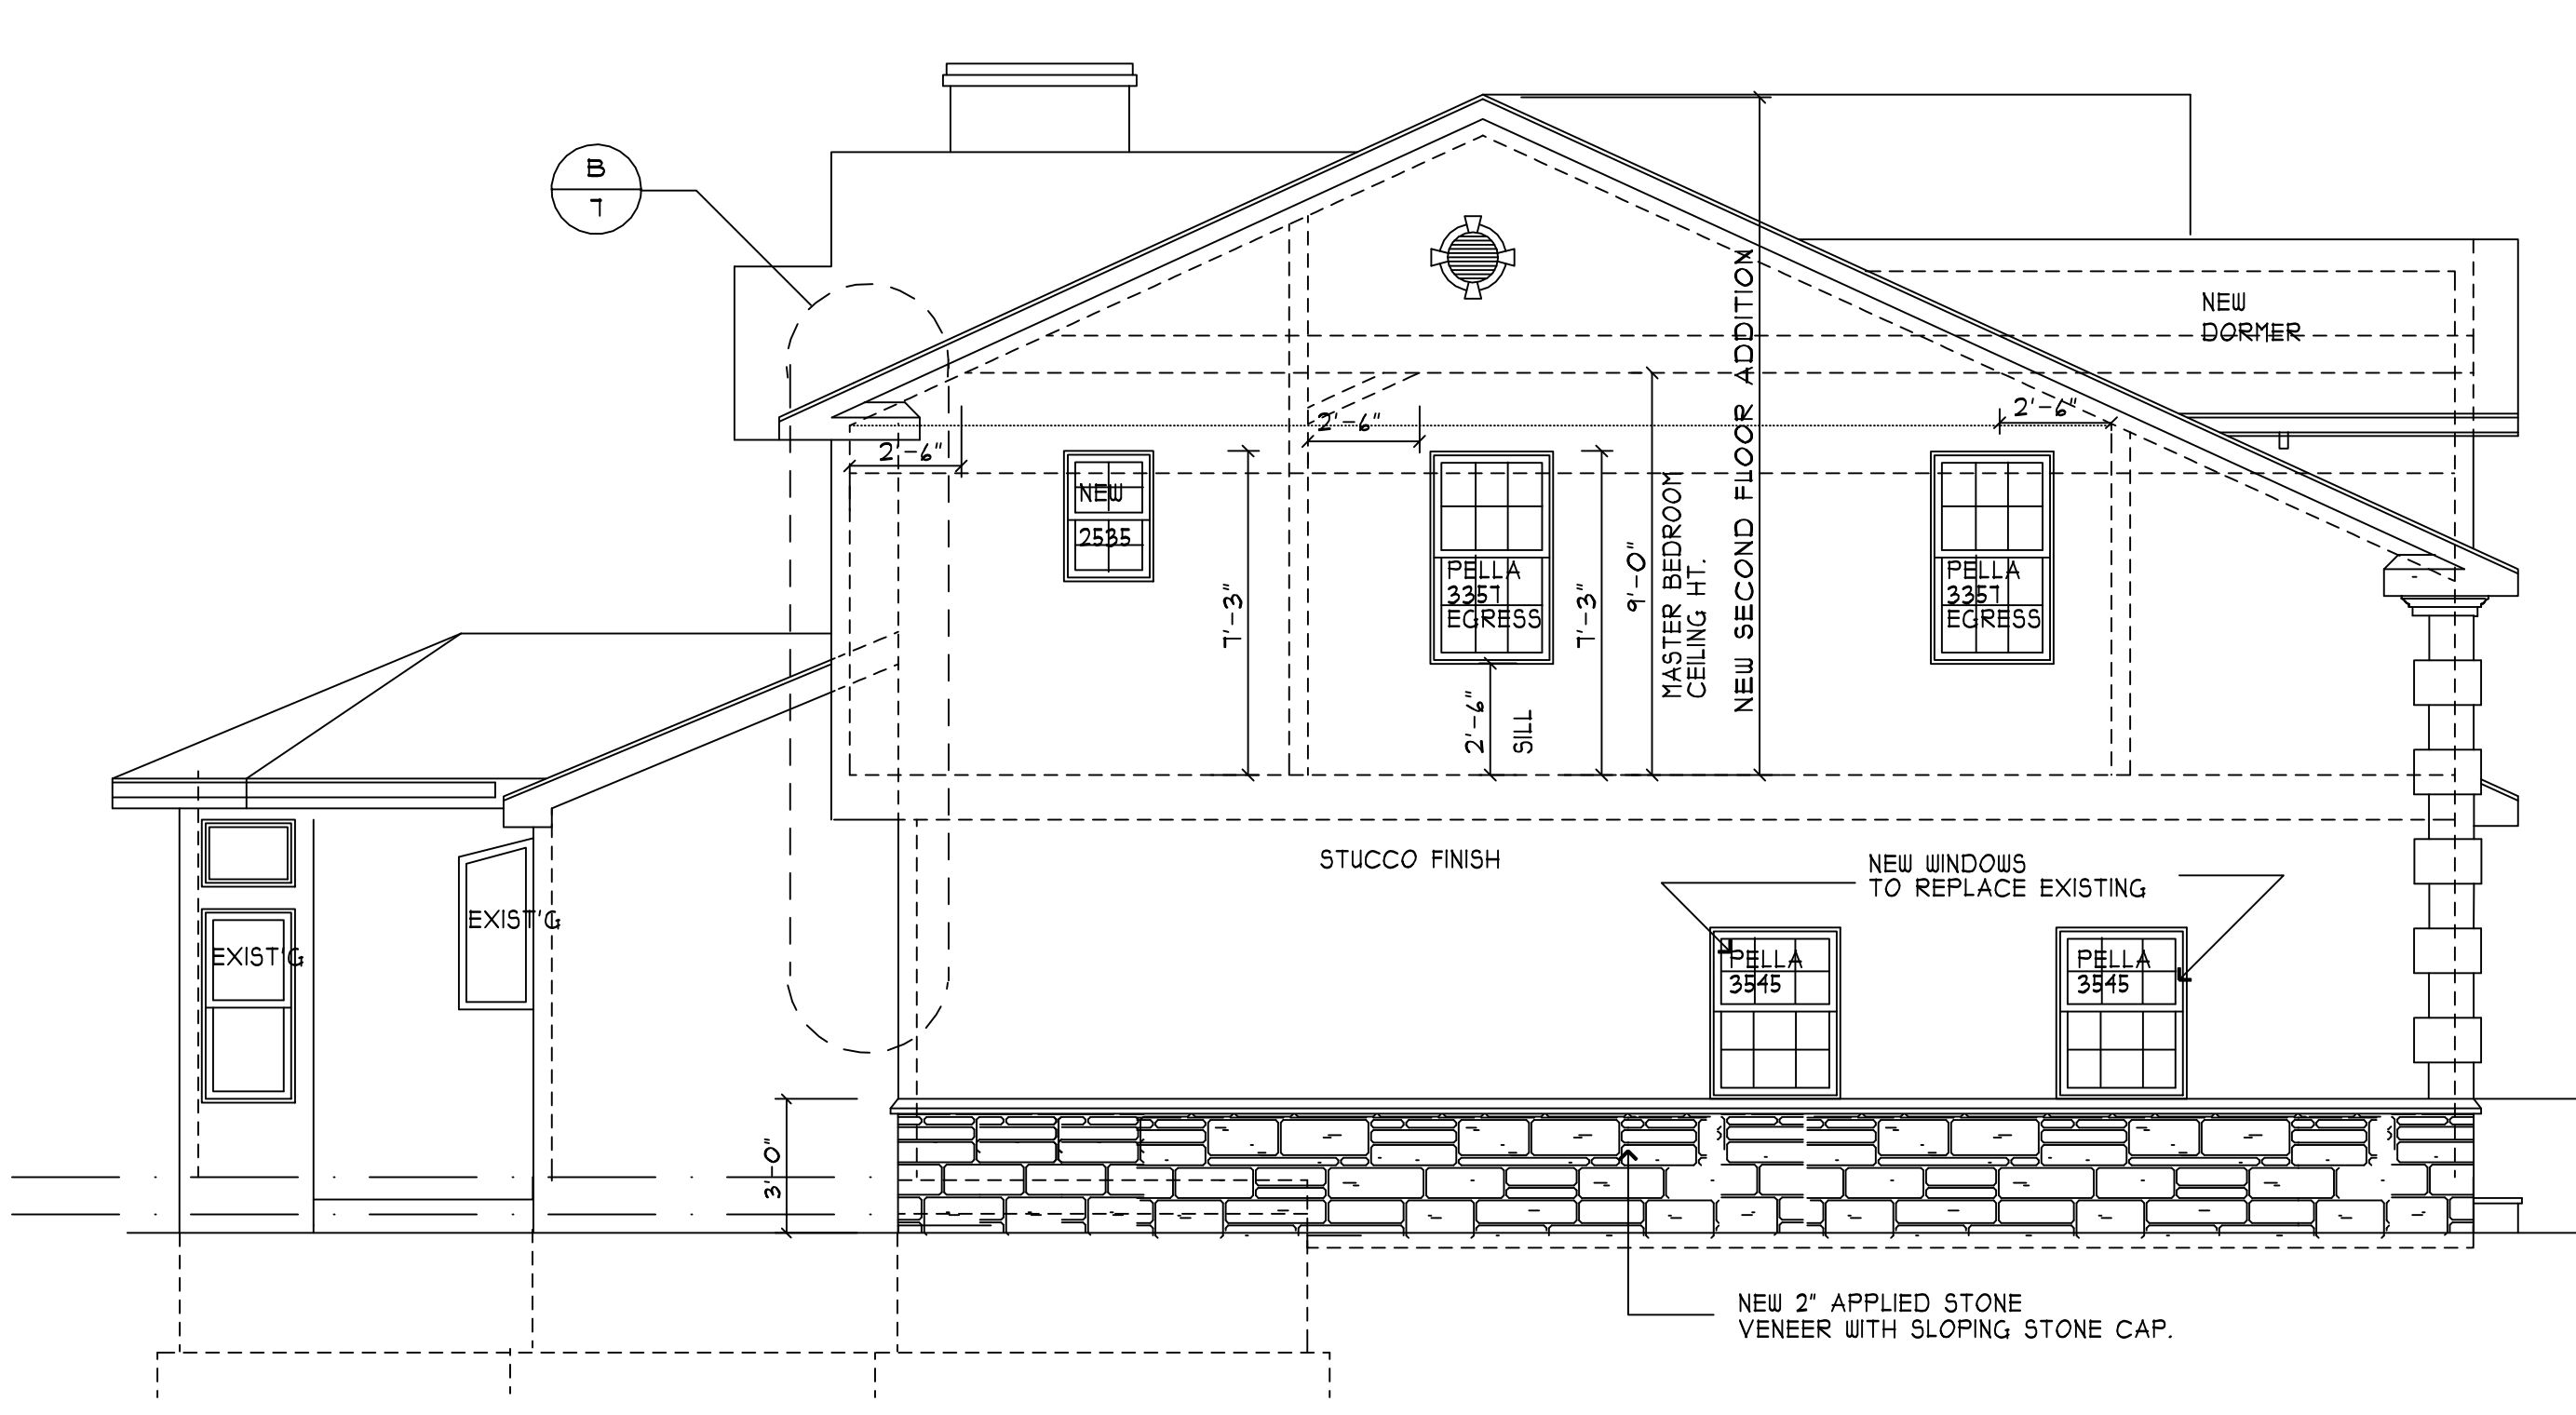 B
7
NEW
DORMER
2'-6"
2'-6"
2'-6"
NEW
2535
7'-3"
PELLA
3357
EGRESS
7'-3"
2'-6"
SILL
9'-0"
MASTER BEDROOM
CEILING HT.
NEW SECOND FLOOR ADDITION
PELLA
3357
EGRESS
STUCCO FINISH
NEW WINDOWS
TO REPLACE EXISTING
EXIST'G
EXIST'G
PELLA
3545
PELLA
3545
3'-0"
NEW 2" APPLIED STONE
VENEER WITH SLOPING STONE CAP.